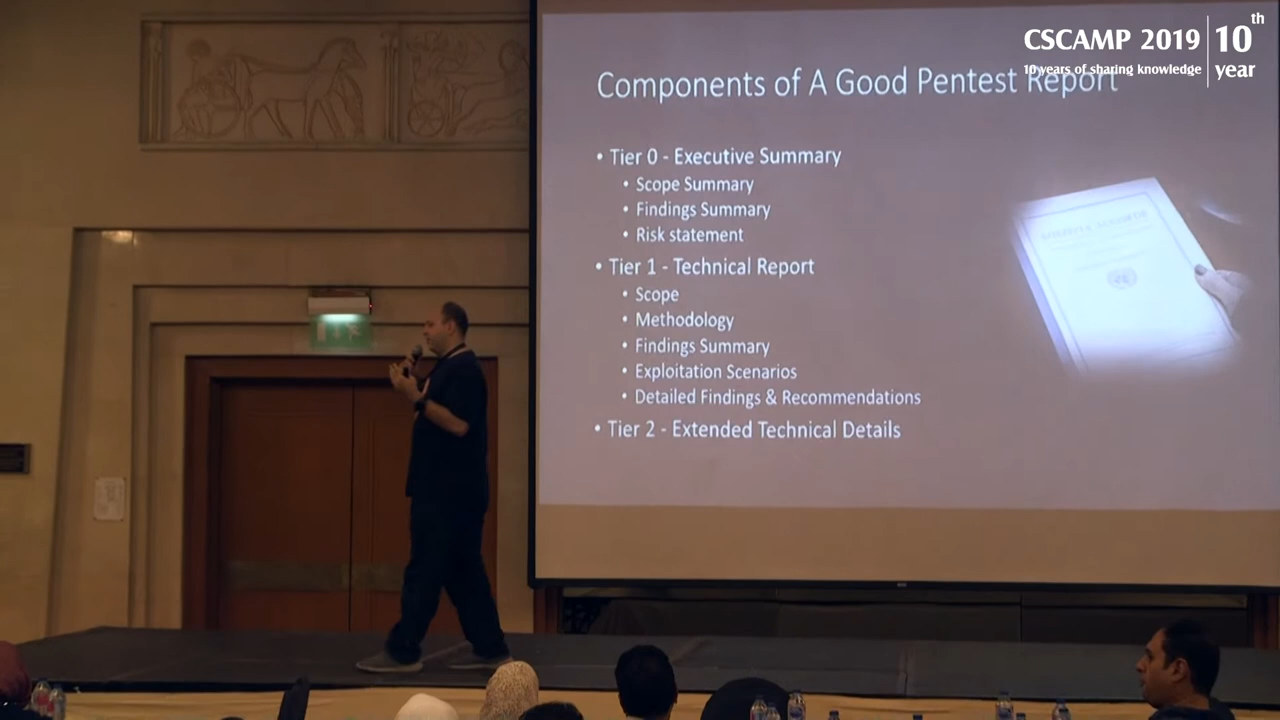 CSCAMP 2019 | 10th year
10 years of sharing knowledge
Components of A Good Pentest Report
• Tier 0 - Executive Summary
• Scope Summary
• Findings Summary
• Risk statement
• Tier 1 - Technical Report
• Scope
• Methodology
• Findings Summary
• Exploitation Scenarios
• Detailed Findings & Recommendations
• Tier 2 - Extended Technical Details